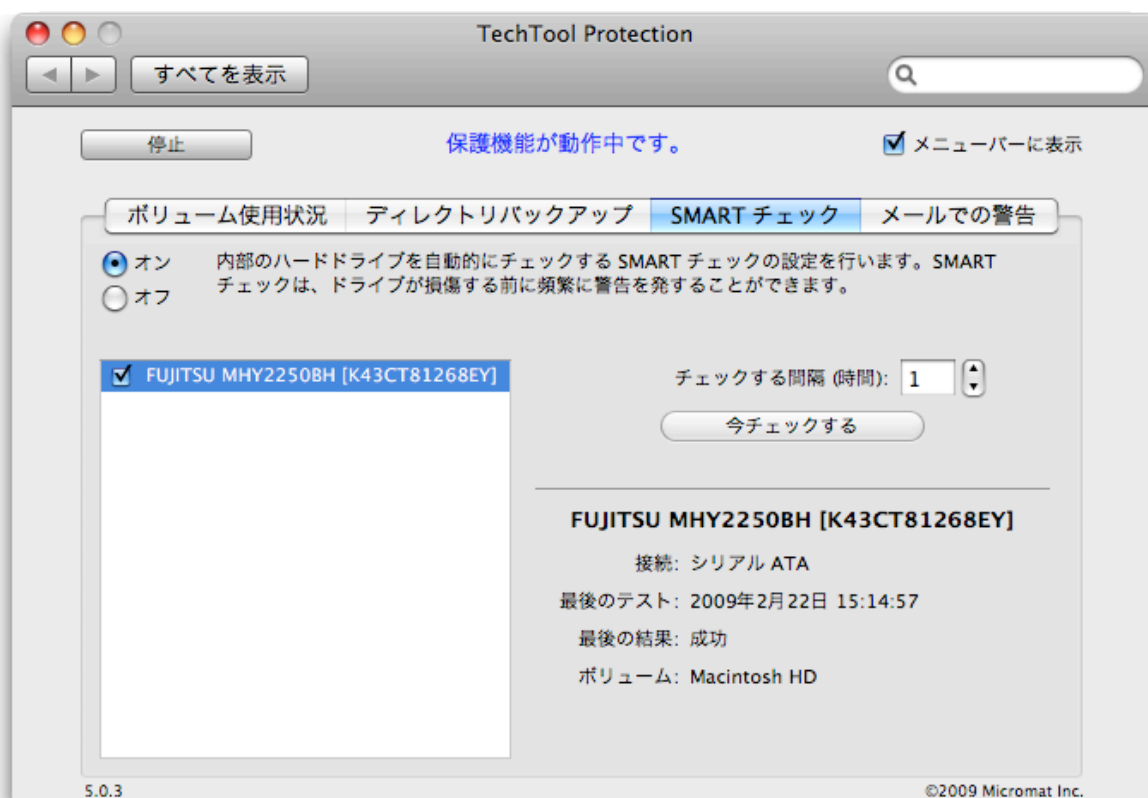 TechTool Protection
すべてを表示
停止
保護機能が動作中です。
メニューバーに表示
ボリューム使用状況
ディレクトリバックアップ
SMART チェック
メールでの警告
オン
オフ
内部のハードドライブを自動的にチェックする SMART チェックの設定を行います。SMART
チェックは、ドライブが損傷する前に頻繁に警告を発することができます。
FUJITSU MHY2250BH [K43CT81268EY]
チェックする間隔 (時間): 1
今チェックする
FUJITSU MHY2250BH [K43CT81268EY]
接続: シリアル ATA
最後のテスト: 2009年2月22日 15:14:57
最後の結果: 成功
ボリューム: Macintosh HD
5.0.3
©2009 Micromat Inc.